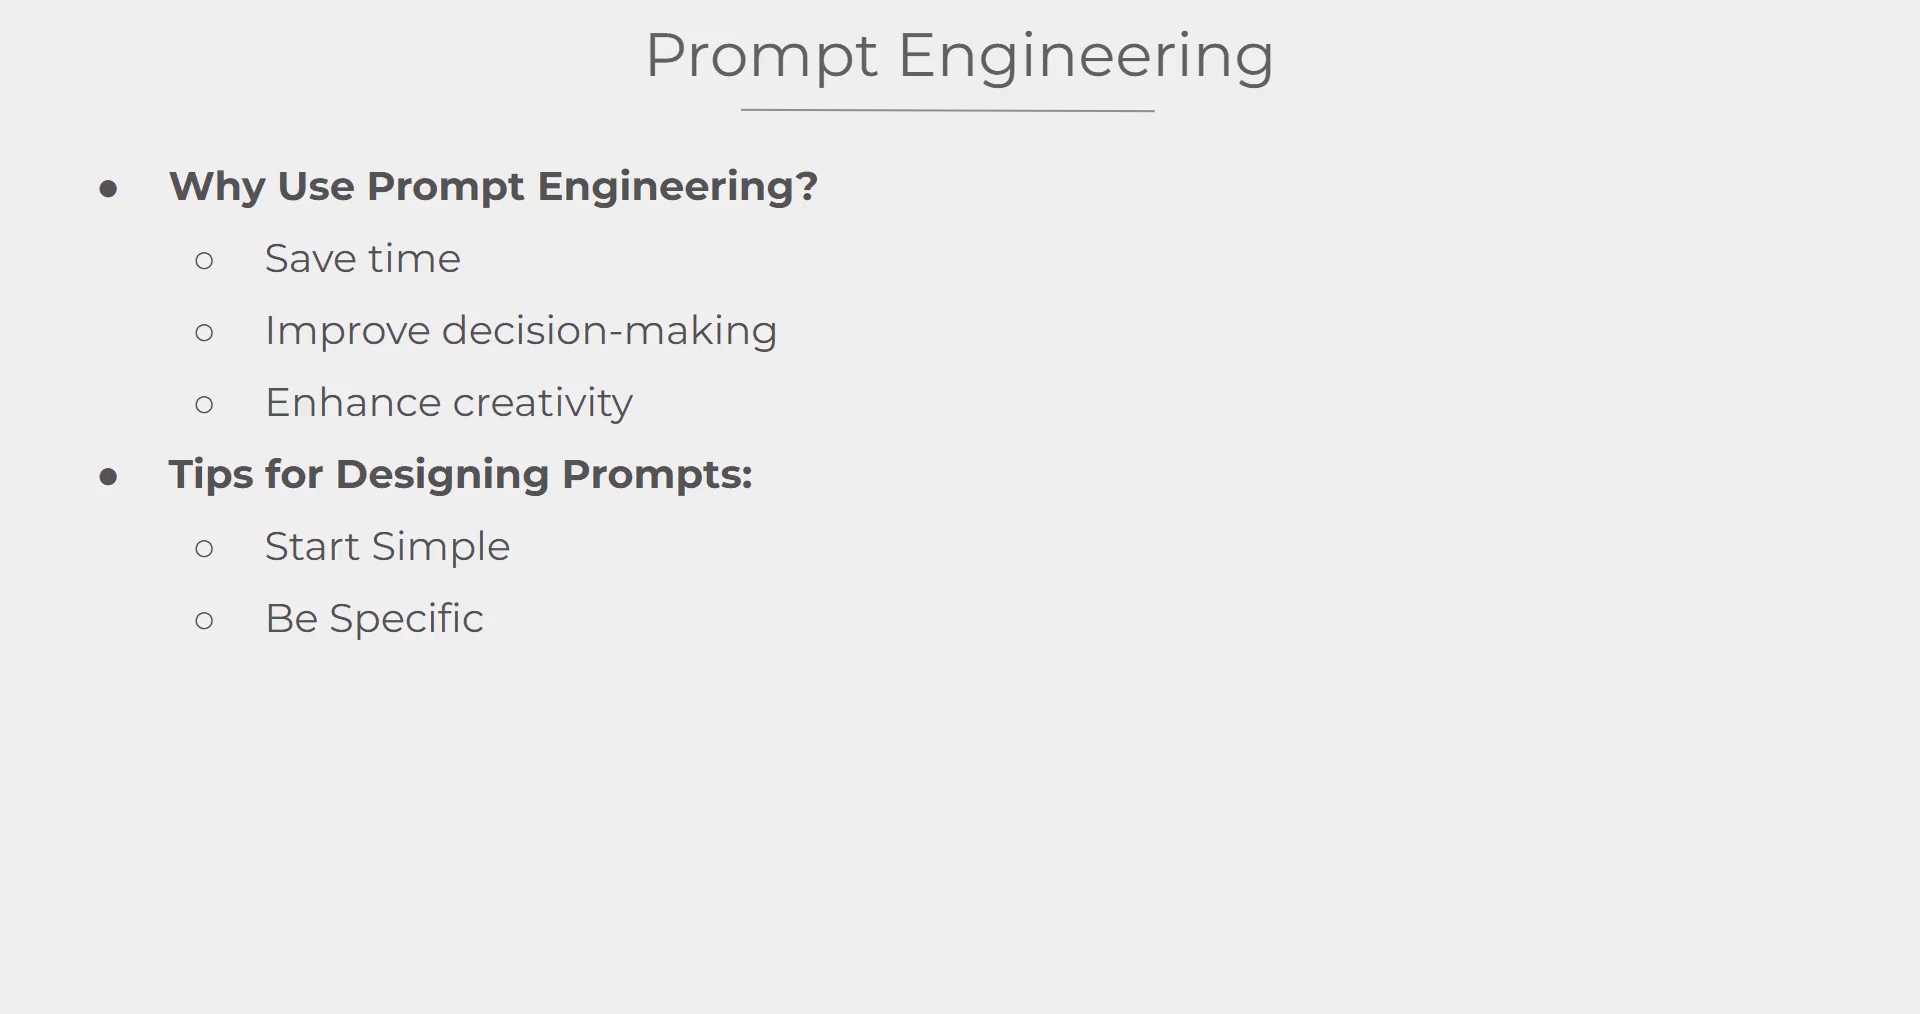 Prompt Engineering
● Why Use Prompt Engineering?
○ Save time
○ Improve decision-making
○ Enhance creativity
● Tips for Designing Prompts:
○ Start Simple
○ Be Specific